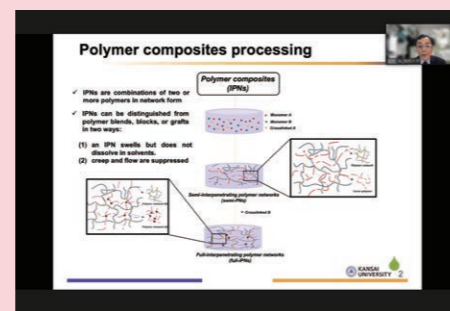 Polymer composites processing
Polymer composites
(IPNs)
✓ IPNs are combinations of two or
more polymers in network form
✓ IPNs can be distinguished from
polymer blends, blocks, or grafts
in two ways:
(1) an IPN swells but does not
dissolve in solvents.
(2) creep and flow are suppressed
Monomer A
Monomer B
Crosslinked A
Semi-interpenetrating polymer networks
(semi-IPNs)
Crosslinked B
Full-interpenetrating polymer networks
(full-IPNs)
KANSAI
UNIVERSITY
2